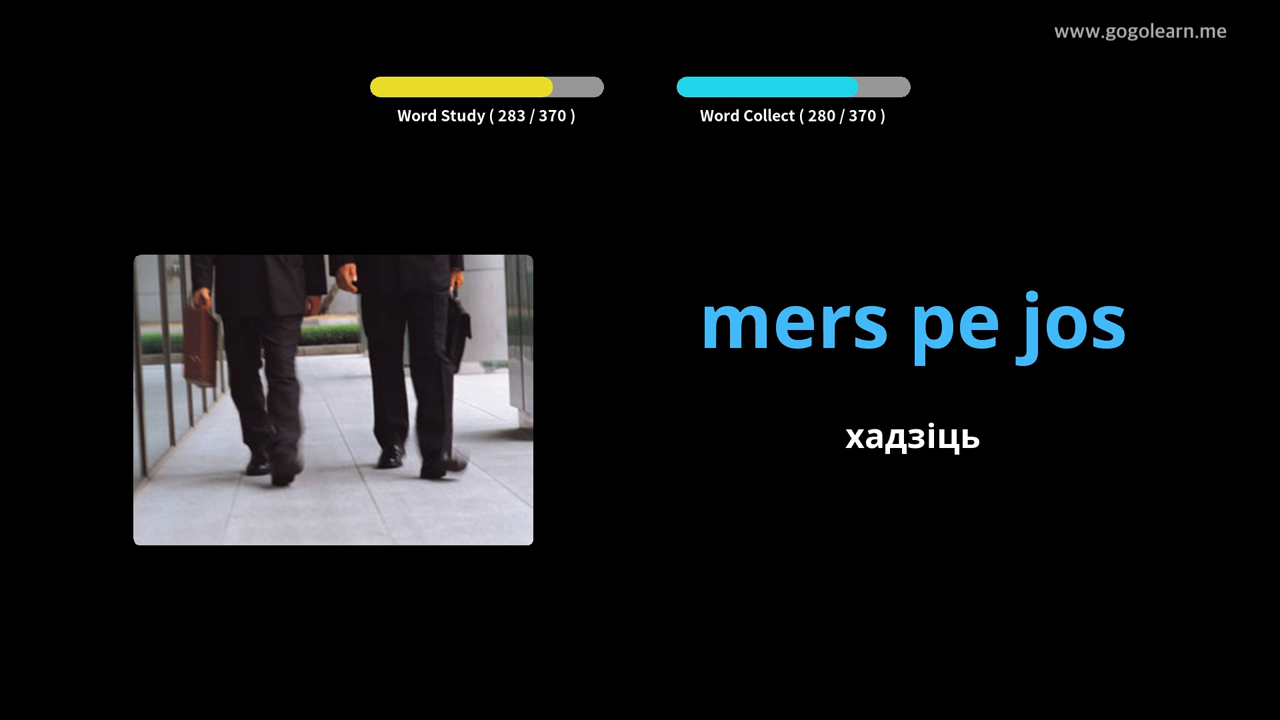 www.gogolearn.me
Word Study ( 283 / 370 )
Word Collect ( 280 / 370 )
mers pe jos
хадзіць